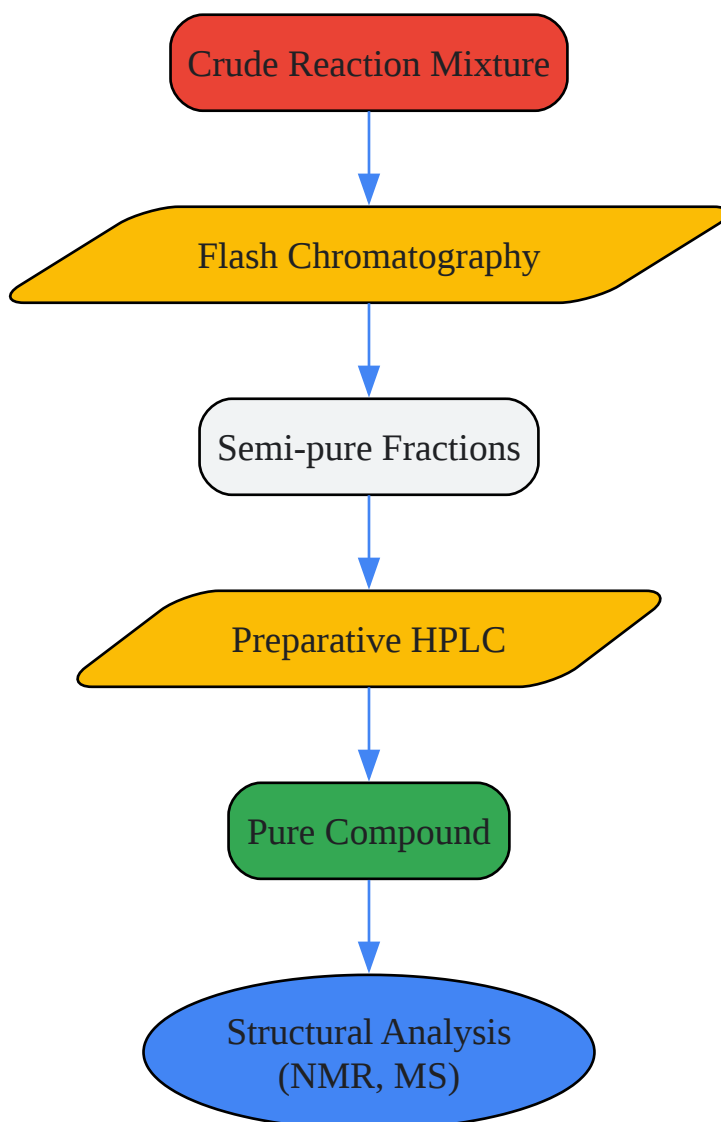 Crude Reaction Mixture
Flash Chromatography
Semi-pure Fractions
Preparative HPLC
Pure Compound
Structural Analysis
(NMR, MS)